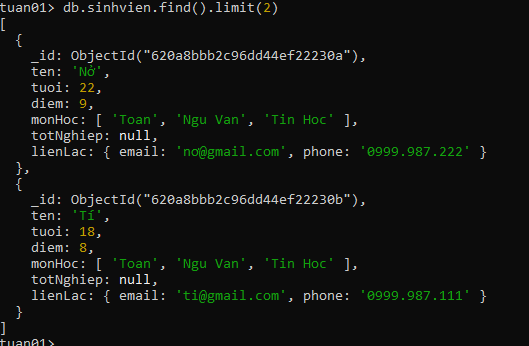 tuan01> db.sinhvien.find().limit(2)
[
  {
    _id: ObjectId("620a8bbb2c96dd44ef22230a"),
    ten: 'Nở',
    tuoi: 22,
    diem: 9,
    monHoc: [ 'Toan', 'Ngu Van', 'Tin Hoc' ],
    totNghiep: null,
    lienLac: { email: 'no@gmail.com', phone: '0999.987.222' }
  },
  {
    _id: ObjectId("620a8bbb2c96dd44ef22230b"),
    ten: 'Tí',
    tuoi: 18,
    diem: 8,
    monHoc: [ 'Toan', 'Ngu Van', 'Tin Hoc' ],
    totNghiep: null,
    lienLac: { email: 'ti@gmail.com', phone: '0999.987.111' }
  }
]
tuan01>